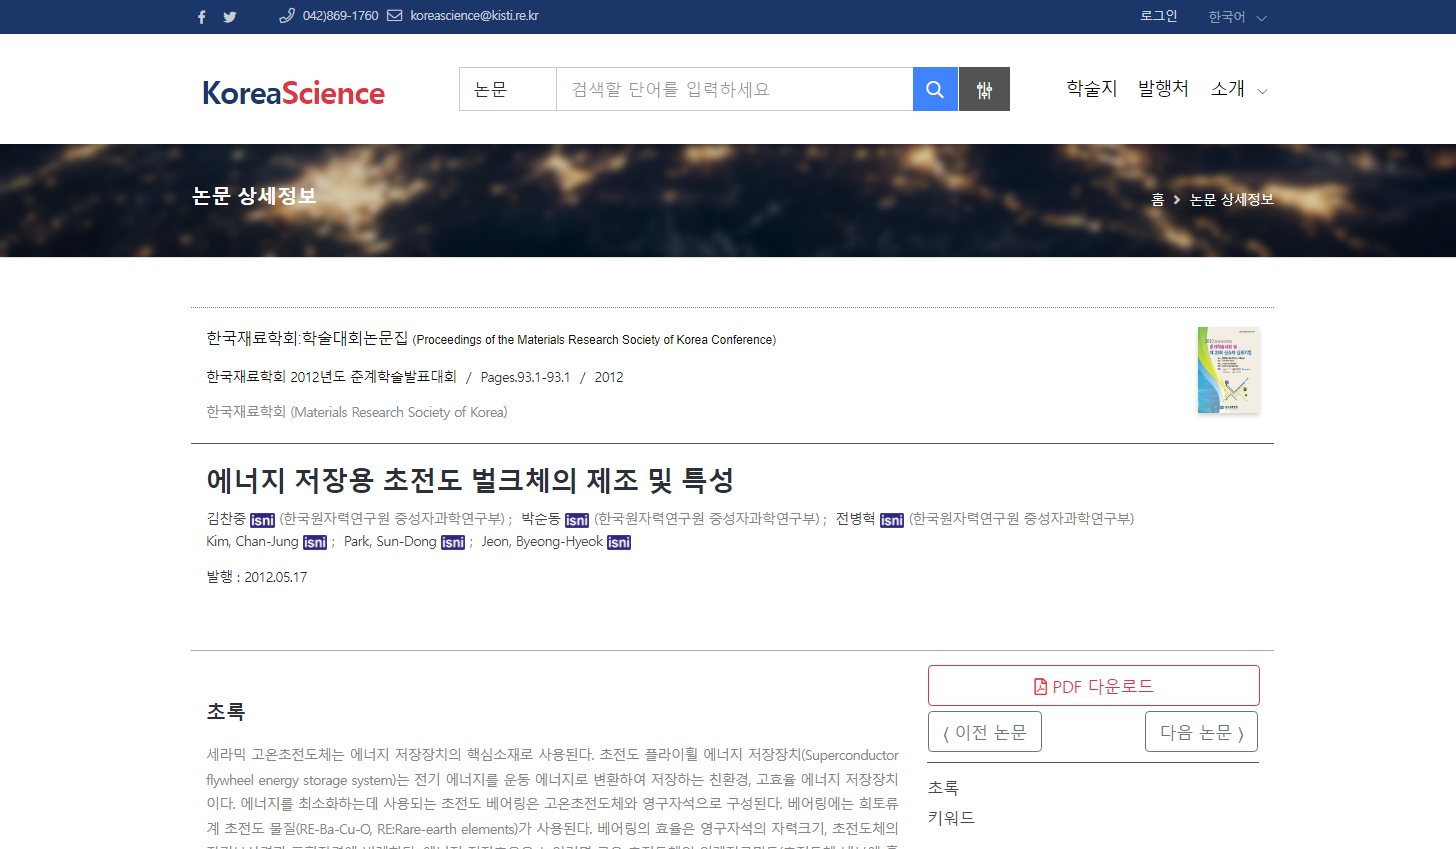 042)869-1760 koreascience@kisti.re.kr 로그인 한국어
KoreaScience 논문 검색할 단어를 입력하세요 학술지 발행처 소개
논문 상세정보 홈 논문 상세정보
한국재료학회:학술대회논문집 (Proceedings of the Materials Research Society of Korea Conference)
한국재료학회 2012년도 춘계학술발표대회 / Pages.93.1-93.1 / 2012
한국재료학회 (Materials Research Society of Korea)
에너지 저장용 초전도 벌크체의 제조 및 특성
김찬중 isni (한국원자력연구원 중성자과학연구부) ; 박순동 isni (한국원자력연구원 중성자과학연구부) ; 전병혁 isni (한국원자력연구원 중성자과학연구부)
Kim, Chan-Jung isni ; Park, Sun-Dong isni ; Jeon, Byeong-Hyeok isni
발행 : 2012.05.17
초록
세라믹 고온초전도체는 에너지 저장장치의 핵심소재로 사용된다. 초전도 플라이휠 에너지 저장장치(Superconductor
flywheel energy storage system)는 전기 에너지를 운동 에너지로 변환하여 저장하는 친환경, 고효율 에너지 저장장치
이다. 에너지를 최소화하는데 사용되는 초전도 베어링은 고온초전도체와 영구자석으로 구성된다. 베어링에는 희토류
계 초전도 물질(RE-Ba-Cu-O, RE:Rare-earth elements)가 사용된다. 베어링의 효율은 영구자석의 자력크기, 초전도체의
PDF 다운로드
⟨ 이전 논문 다음 논문 ⟩
초록
키워드